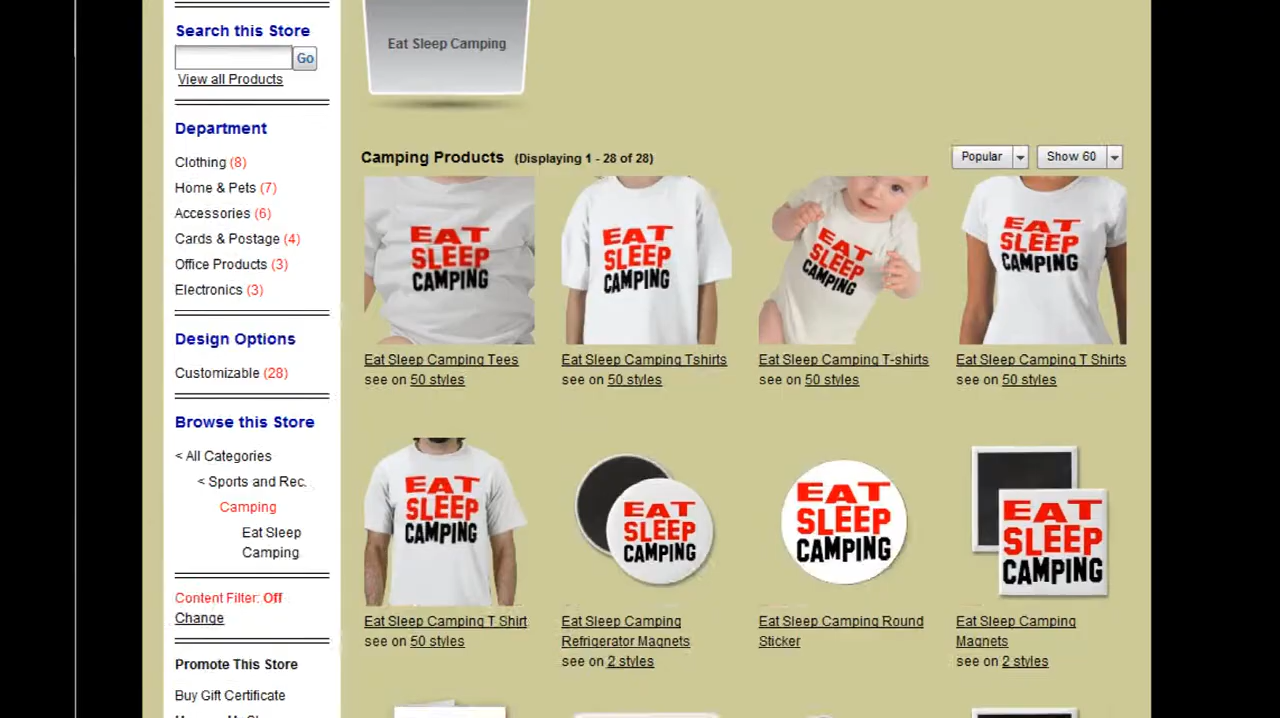 Search this Store
Go
View all Products
Department
Clothing (8)
Home & Pets (7)
Accessories (6)
Cards & Postage (4)
Office Products (3)
Electronics (3)
Design Options
Customizable (28)
Browse this Store
< All Categories
< Sports and Rec.
Camping
Eat Sleep
Camping
Content Filter: Off
Change
Promote This Store
Buy Gift Certificate
Eat Sleep Camping
Camping Products (Displaying 1 - 28 of 28)
Popular
Show 60
EAT
SLEEP
CAMPING
EAT
SLEEP
CAMPING
EAT
SLEEP
CAMPING
EAT
SLEEP
CAMPING
Eat Sleep Camping Tees
see on 50 styles
Eat Sleep Camping Tshirts
see on 50 styles
Eat Sleep Camping T-shirts
see on 50 styles
Eat Sleep Camping T Shirts
see on 50 styles
EAT
SLEEP
CAMPING
EAT
SLEEP
CAMPING
EAT
SLEEP
CAMPING
EAT
SLEEP
CAMPING
Eat Sleep Camping T Shirt
see on 50 styles
Eat Sleep Camping
Refrigerator Magnets
see on 2 styles
Eat Sleep Camping Round
Sticker
Eat Sleep Camping
Magnets
see on 2 styles